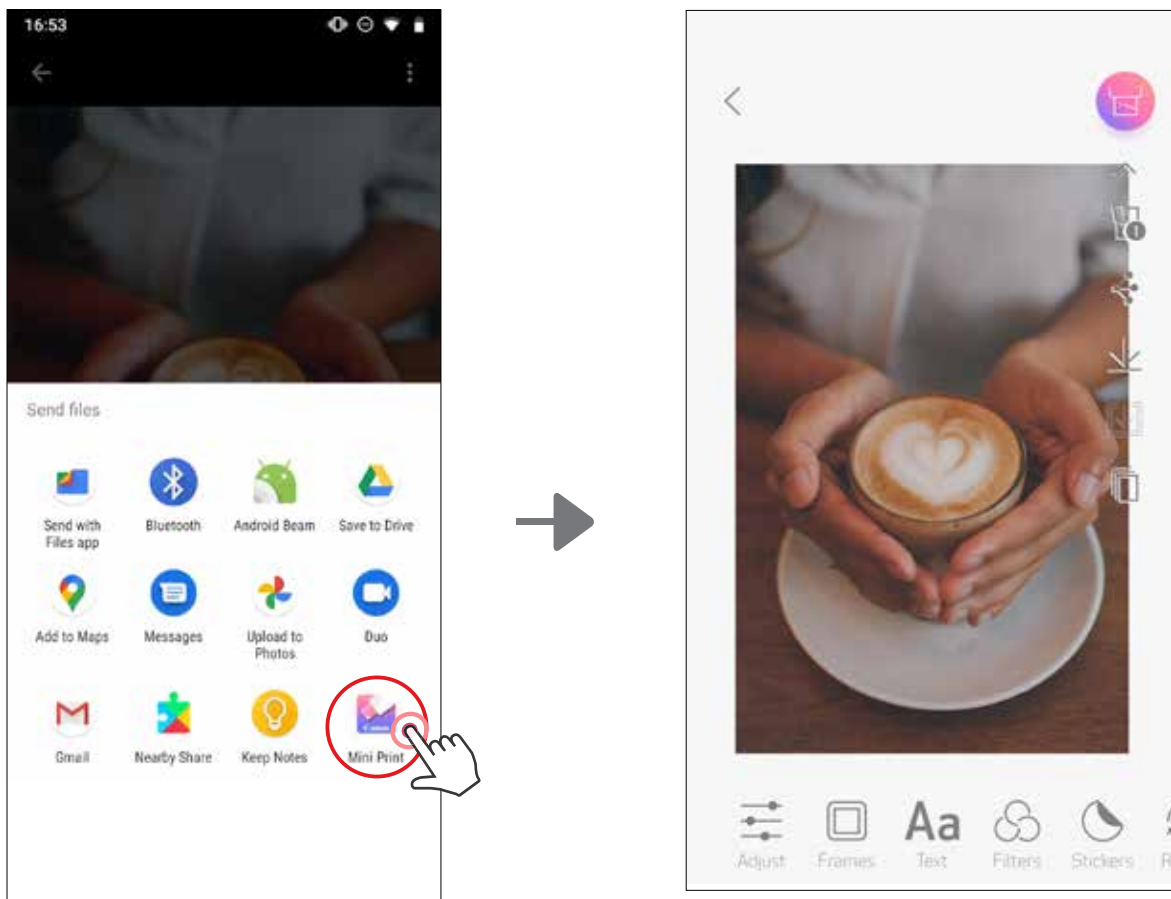 16:53
Send files
Send with
Files app
Bluetooth
Android Beam
Save to Drive
Add to Maps
Messages
Upload to
Photos
Duo
Gmail
Nearby Share
Keep Notes
Mini Print
Aa
Adjust
Frames
Text
Filters
Stickers